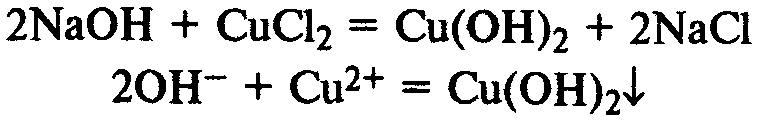 2NaOH + CuCl₂ = Cu(OH)₂ + 2NaCl
2OH⁻ + Cu²⁺ = Cu(OH)₂↓